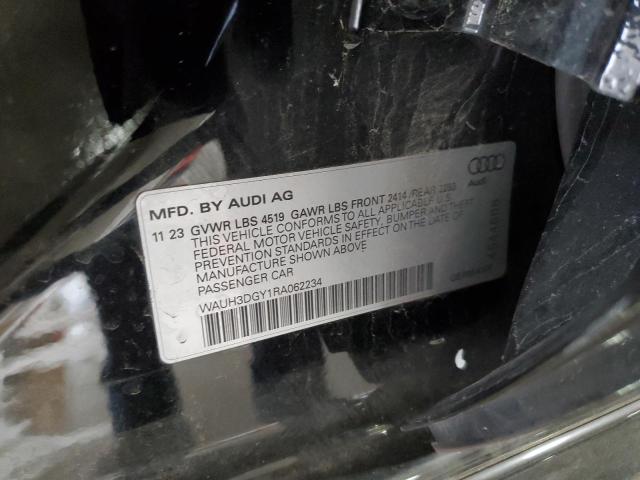 MFD. BY AUDI AG
Audi
11 23 GVWR LBS 4519 GAWR LBS FRONT 2414 /REAR
THIS VEHICLE CONFORMS TO ALL APPLICABLE U.S.
FEDERAL MOTOR VEHICLE SAFETY, BUMPER AND THEFT
PREVENTION STANDARDS IN EFFECT ON DATE OF
MANUFACTURE SHOWN ABOVE
PASSENGER CAR
WAUH3DGY1RA062234
GERMANY